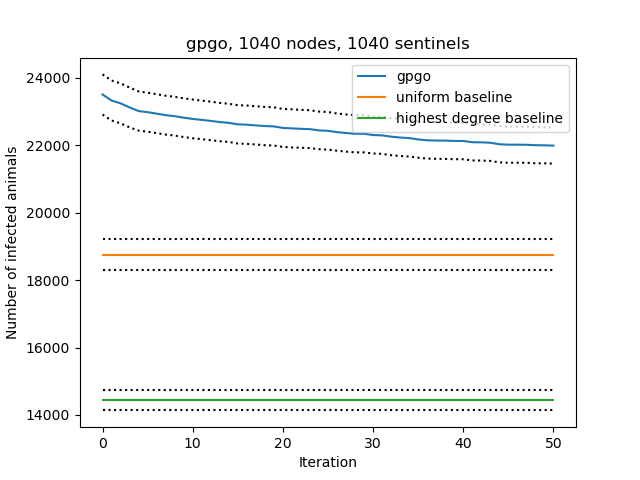 gpgo, 1040 nodes, 1040 sentinels
gpgo
uniform baseline
highest degree baseline
Number of infected animals
24000
22000
20000
18000
16000
14000
0 10 20 30 40 50
Iteration